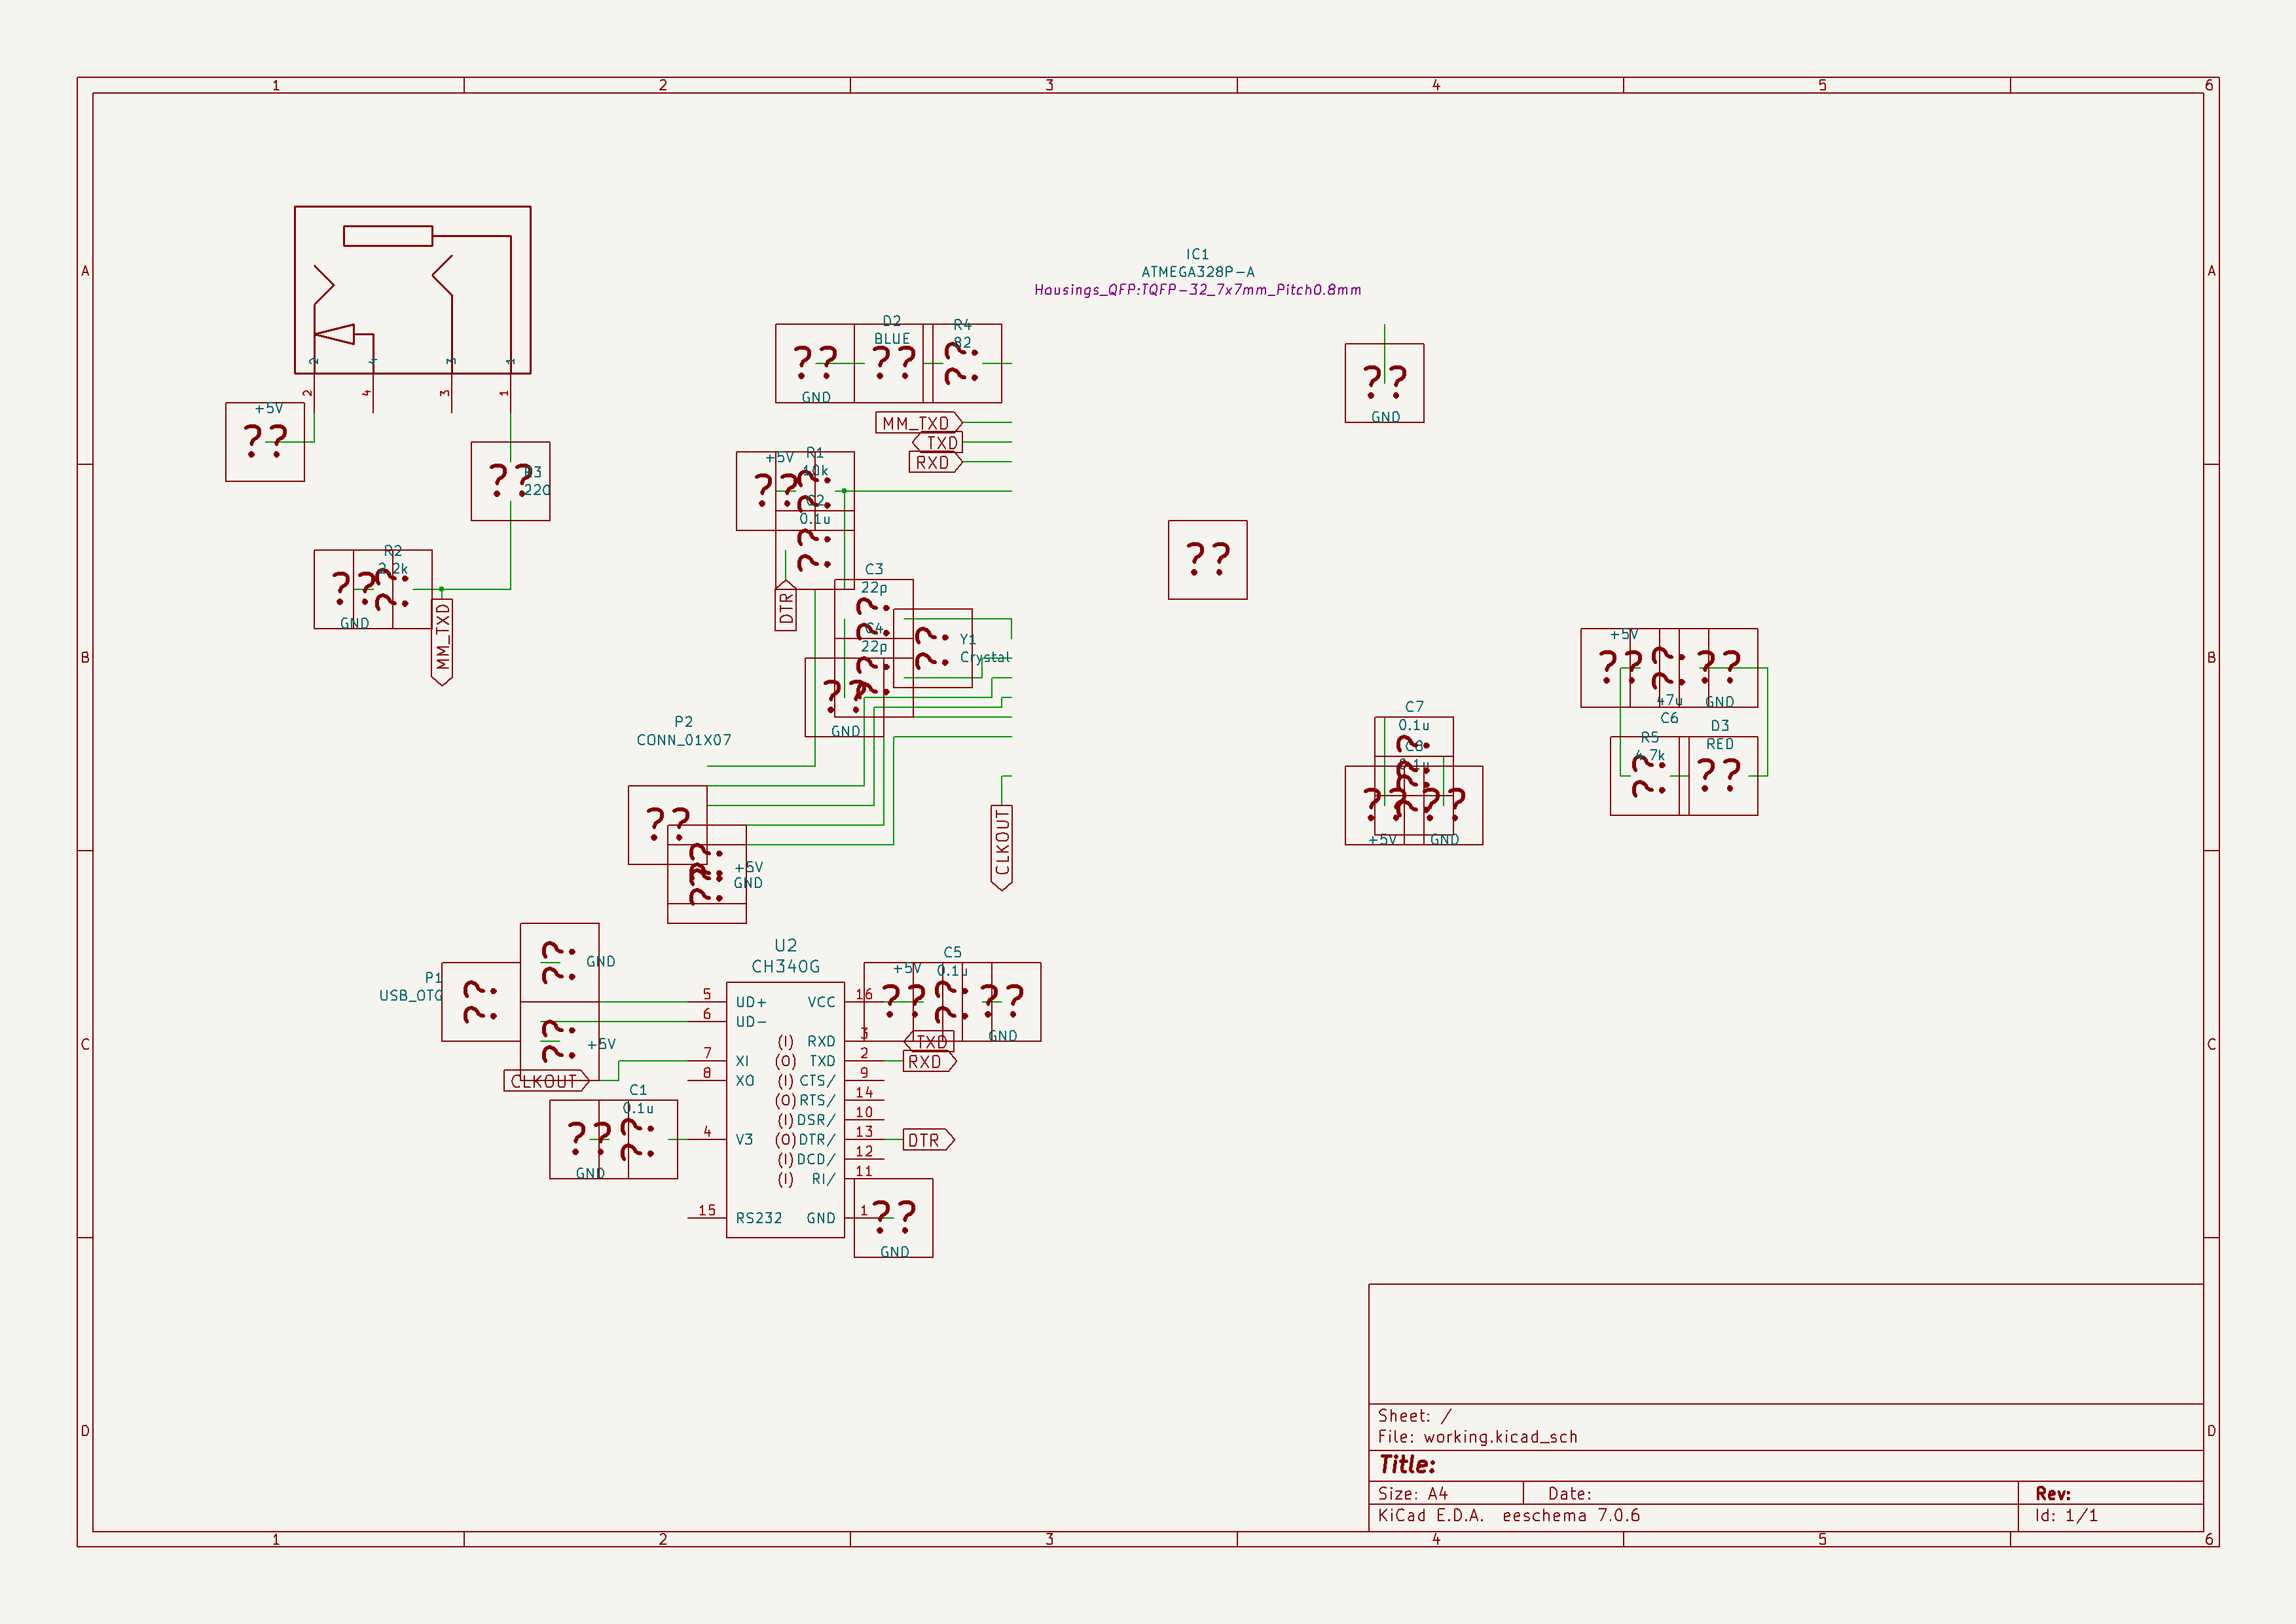 1 2 3 4 5 6
A A
IC1
ATMEGA328P-A
Housings_QFP:TQFP-32_7x7mm_Pitch0.8mm
D2
BLUE
R4
82
?? ?? ??
GND
2 4 3 1
2 4 3 1
+5V
??
??
GND
MM_TXD
TXD
RXD
R3
220
??
+5V
R1
10k
?? ??
C2
0.1u
??
DTR
R2
2.2k
?? ??
GND
MM_TXD
??
C3
22p
??
C4
22p
?? ??
GND
Y1
Crystal
??
B B
+5V
?? ?? ??
47u
C6
GND
R5
4.7k
D3
RED
?? ??
C7
0.1u
??
C8
0.1u
?? ?? ??
+5V
GND
P2
CONN_01X07
??
??
??
+5V
GND
CLKOUT
??
GND
P1
USB_OTG
??
??
+5V
CLKOUT
U2
CH340G
5 UD+ VCC 16
6 UD-
(I) RXD 3
7 XI (O) TXD 2
8 XO (I) CTS/ 9
(O) RTS/ 14
(I) DSR/ 10
4 V3 (O) DTR/ 13
(I) DCD/ 12
(I) RI/ 11
15 RS232 GND 1
C5
+5V 0.1u
?? ?? ??
GND
TXD
RXD
DTR
C C
C1
0.1u
?? ??
GND
??
GND
D D
Sheet: /
File: working.kicad_sch
Title:
Size: A4 Date: Rev:
KiCad E.D.A. eeschema 7.0.6 Id: 1/1
1 2 3 4 5 6